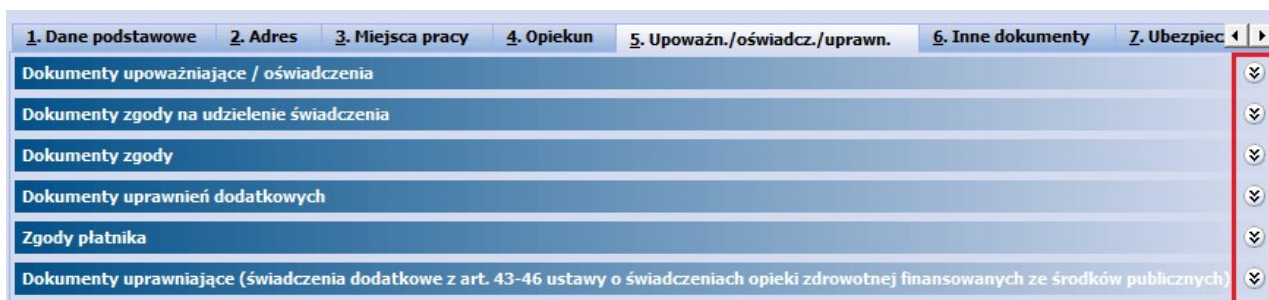 1. Dane podstawowe 2. Adres 3. Miejsca pracy 4. Opiekun 5. Upoważn./oświadcz./uprawn. 6. Inne dokumenty 7. Ubezpiec
Dokumenty upoważniające / oświadczenia
Dokumenty zgody na udzielenie świadczenia
Dokumenty zgody
Dokumenty uprawnień dodatkowych
Zgody płatnika
Dokumenty uprawniające (świadczenia dodatkowe z art. 43-46 ustawy o świadczeniach opieki zdrowotnej finansowanych ze środków publicznych)